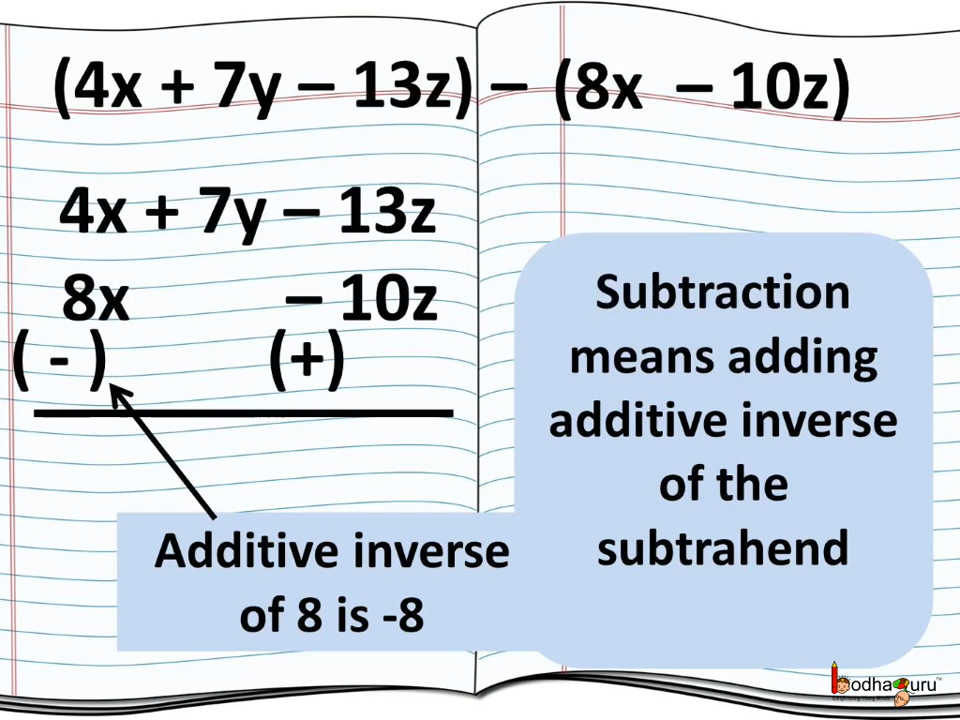 (4x + 7y – 13z) – (8x – 10z)
4x + 7y – 13z
8x – 10z
( - ) (+)
Subtraction
means adding
additive inverse
of the
subtrahend
Additive inverse
of 8 is -8
bodhaguru